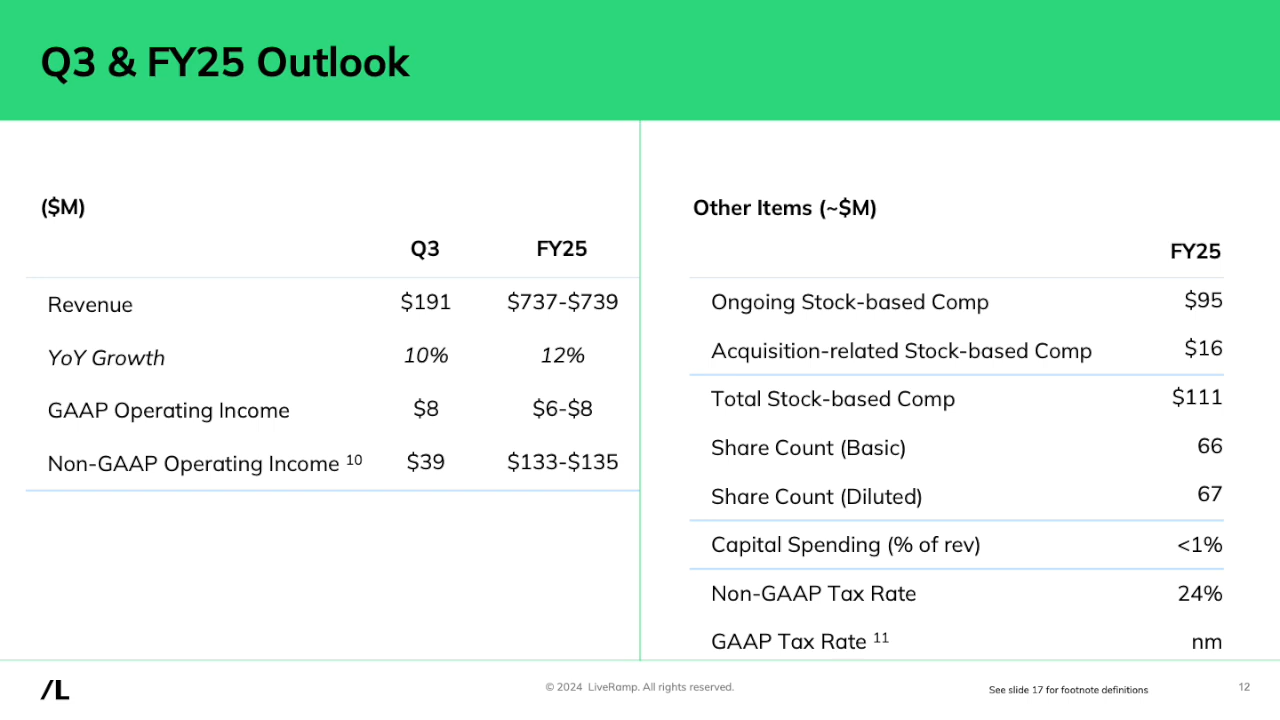 Q3 & FY25 Outlook
($M)
Q3 FY25
Revenue $191 $737-$739
YoY Growth 10% 12%
GAAP Operating Income $8 $6-$8
Non-GAAP Operating Income 10 $39 $133-$135
Other Items (~$M)
FY25
Ongoing Stock-based Comp $95
Acquisition-related Stock-based Comp $16
Total Stock-based Comp $111
Share Count (Basic) 66
Share Count (Diluted) 67
Capital Spending (% of rev) <1%
Non-GAAP Tax Rate 24%
GAAP Tax Rate 11 nm
/L © 2024 LiveRamp. All rights reserved. See slide 17 for footnote definitions 12